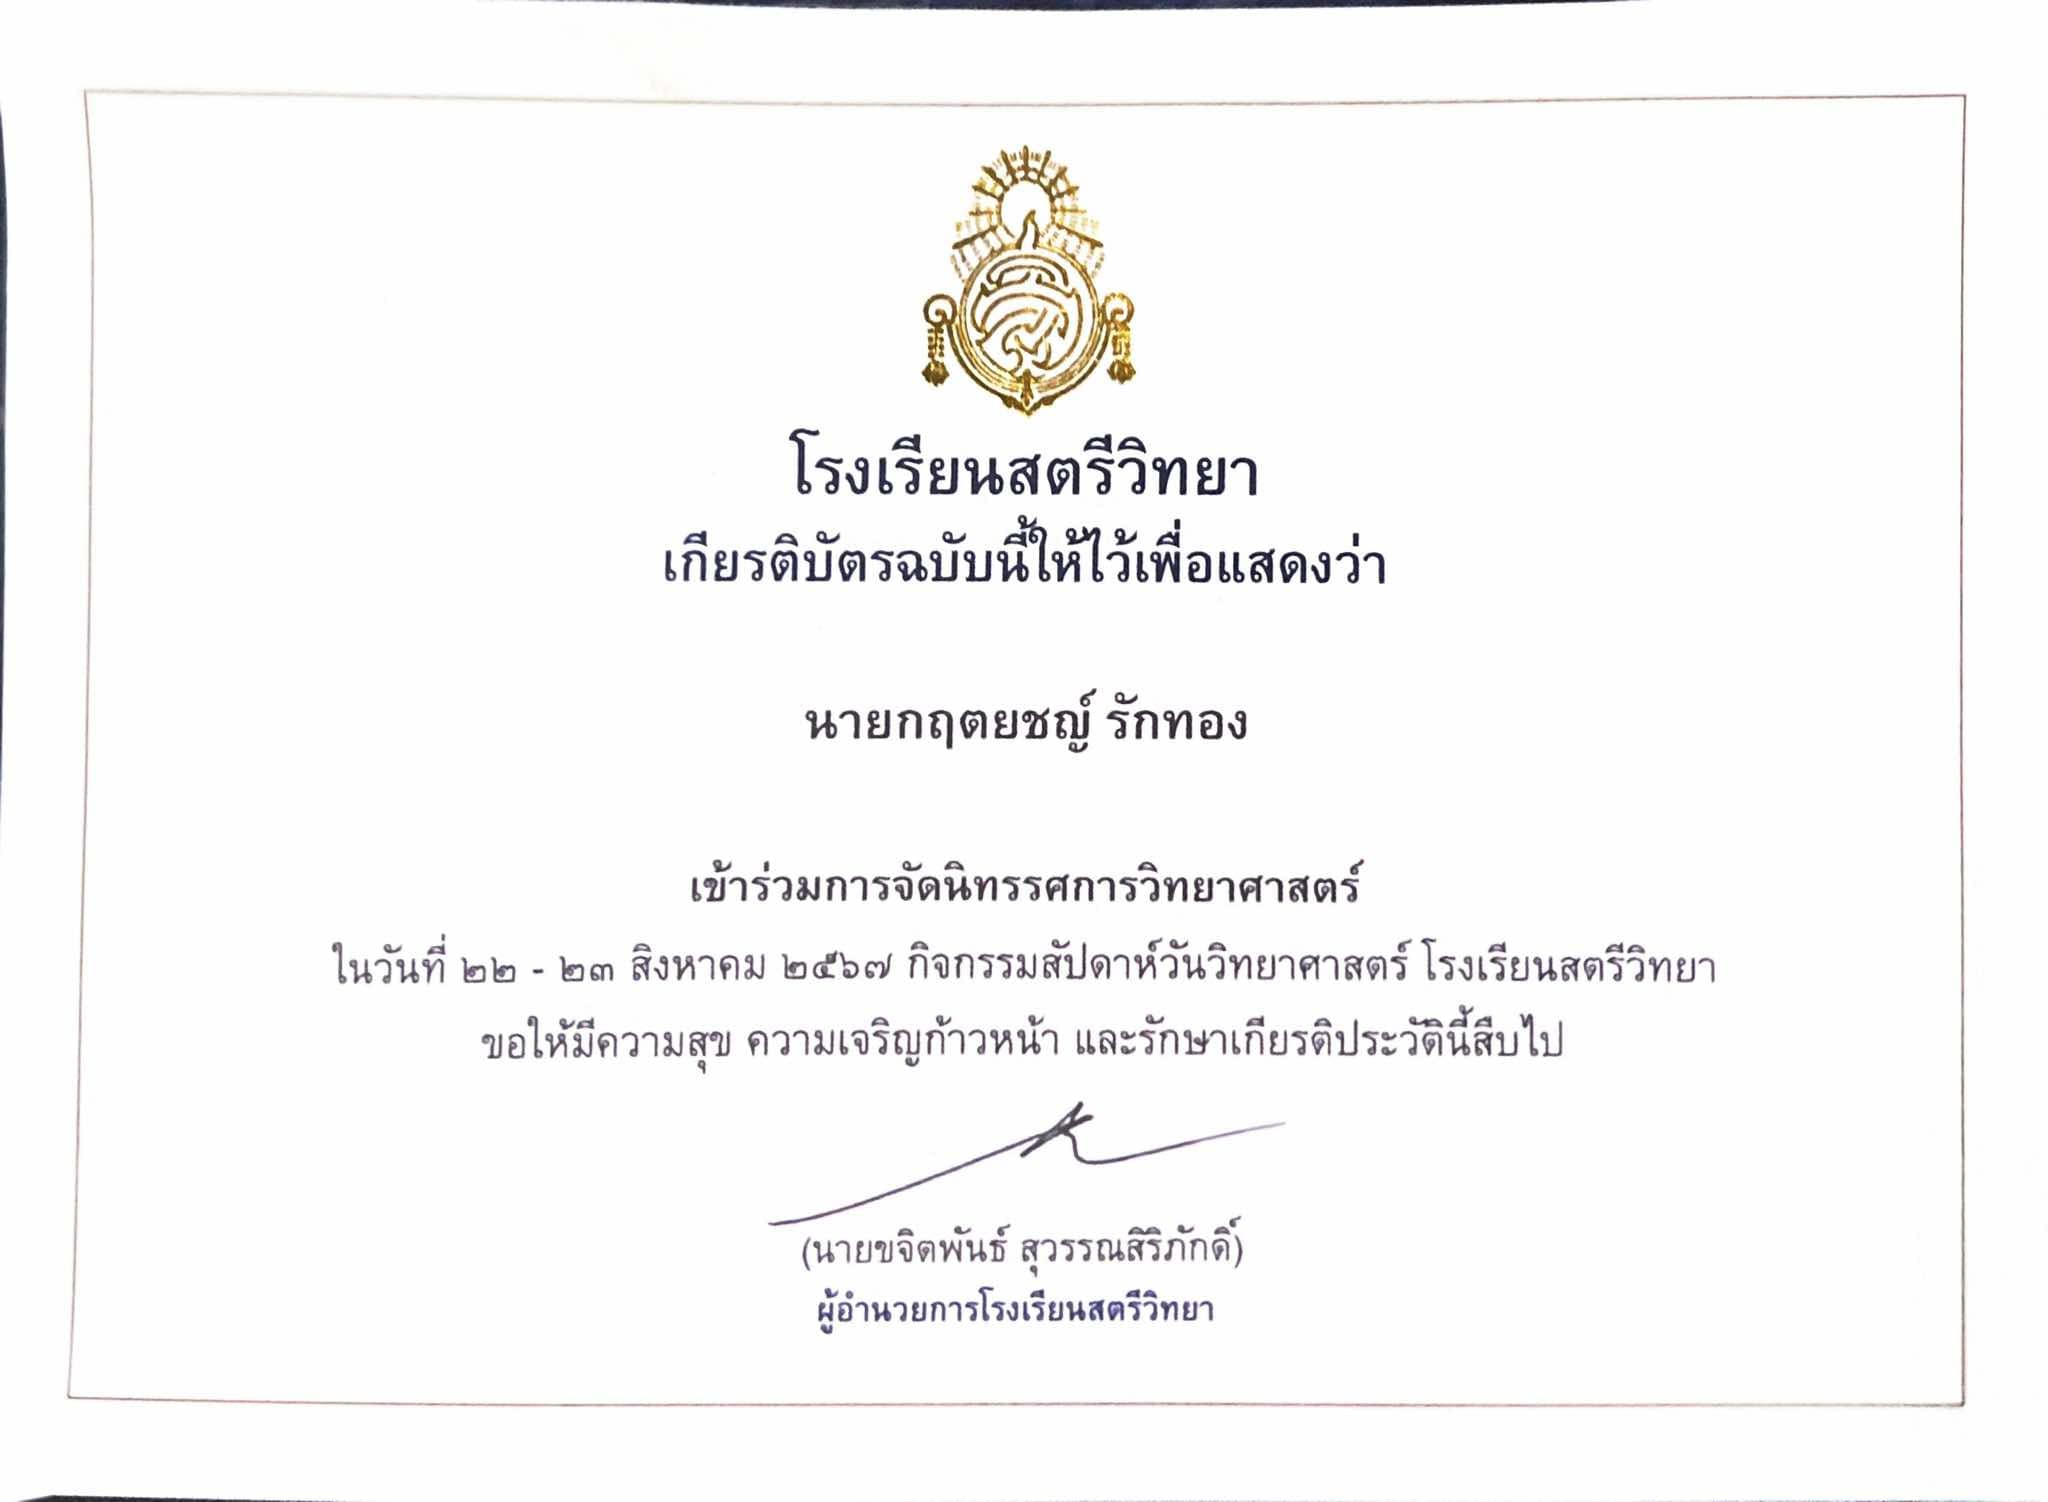 โรงเรียนสตรีวิทยา
เกียรติบัตรฉบับนี้ให้ไว้เพื่อแสดงว่า
นายกฤตยชญ์ รักทอง
เข้าร่วมการจัดนิทรรศการวิทยาศาสตร์
ในวันที่ ๒๒ - ๒๓ สิงหาคม ๒๕๖๗ กิจกรรมสัปดาห์วันวิทยาศาสตร์ โรงเรียนสตรีวิทยา
ขอให้มีความสุข ความเจริญก้าวหน้า และรักษาเกียรติประวัตินี้สืบไป
(นายขจิตพันธ์ สุวรรณสิริภักดิ์)
ผู้อำนวยการโรงเรียนสตรีวิทยา